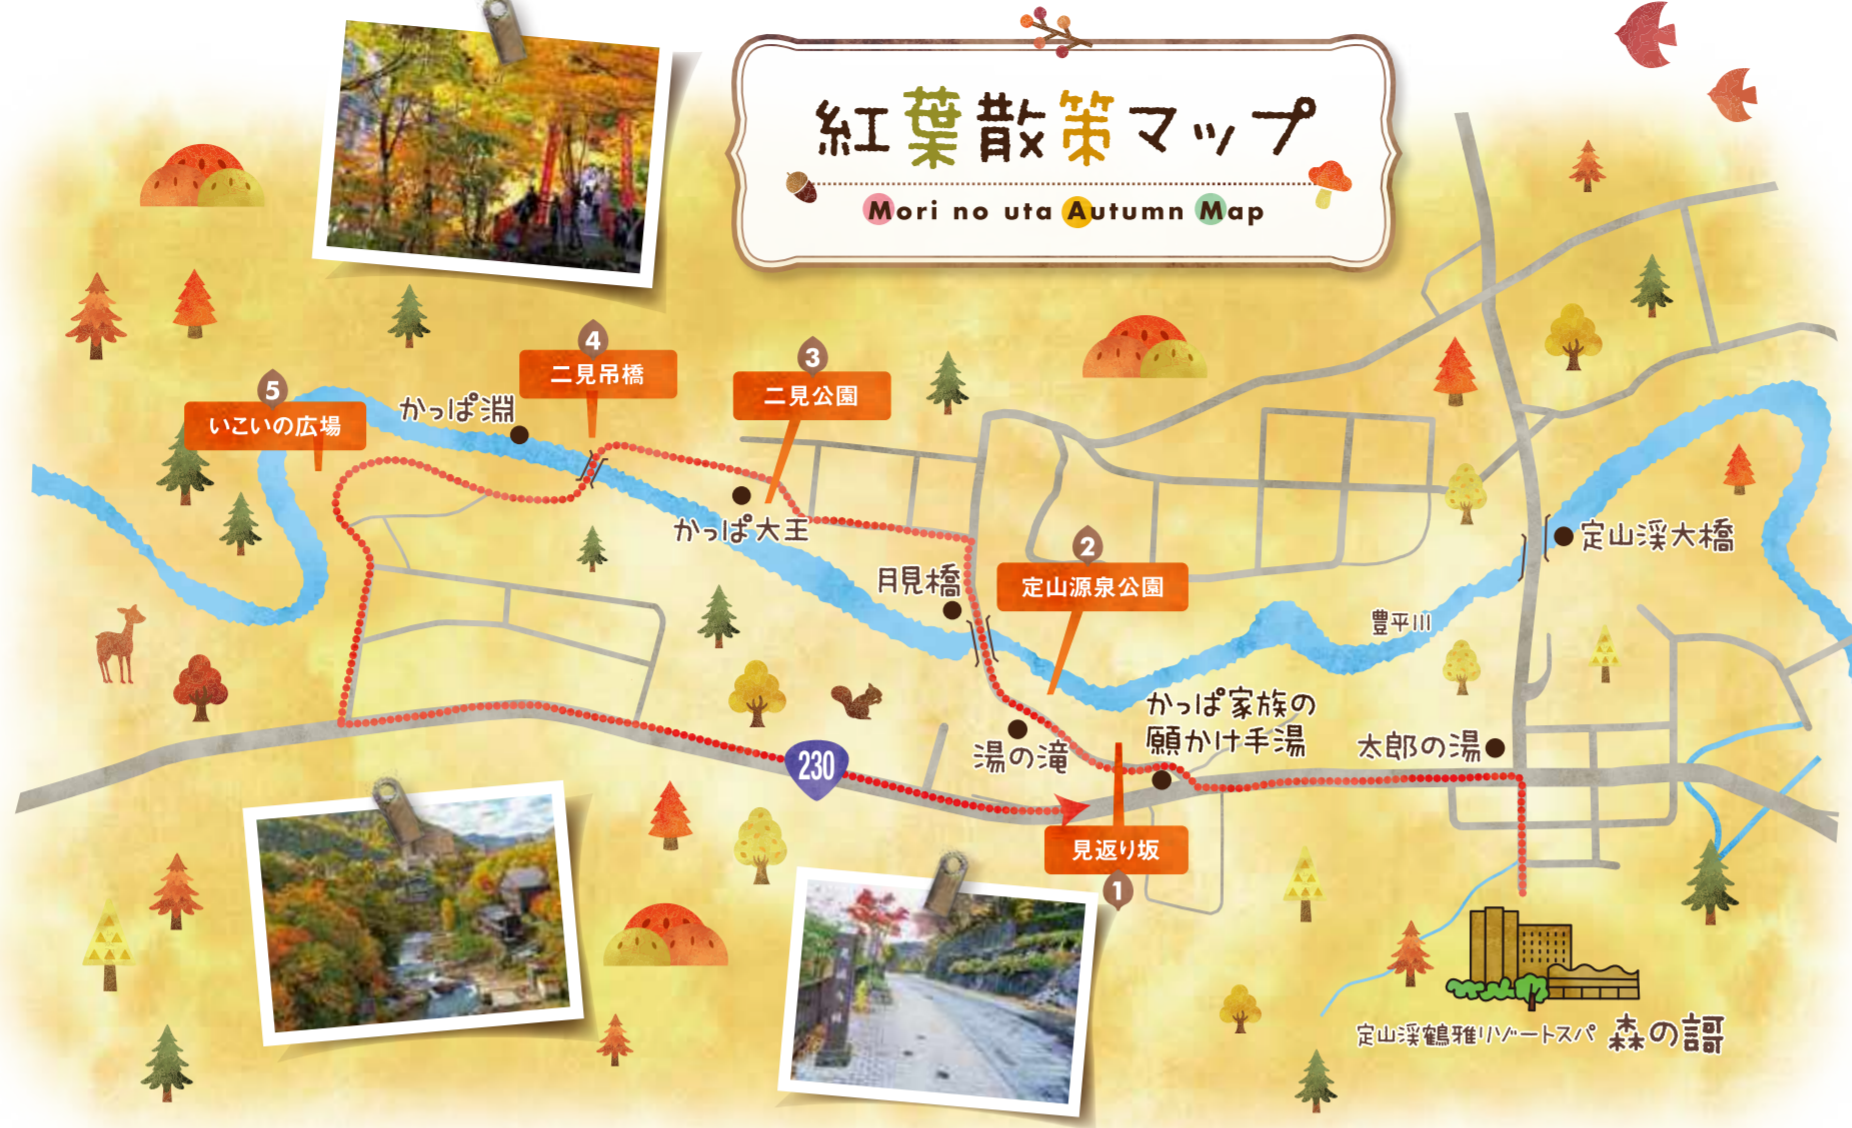 紅葉散策マップ
Mori no uta Autumn Map
4
二見吊橋
3
二見公園
5
いこいの広場
かっぱ淵
かっぱ大王
月見橋
2
定山源泉公園
定山渓大橋
豊平川
かっぱ家族の
願かけ手湯
湯の滝
太郎の湯
230
見返り坂
1
定山渓鶴雅リゾートスパ 森の謌